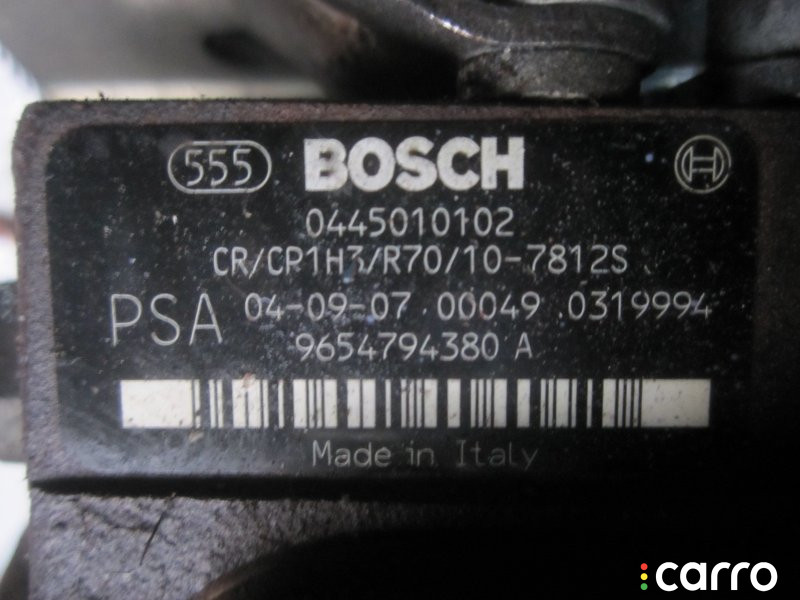 555 BOSCH
0445010102
CR/CP1H3/R70/10-7812S
PSA 04-09-07 00049 0319994
9654794380 A
Made in Italy
carro